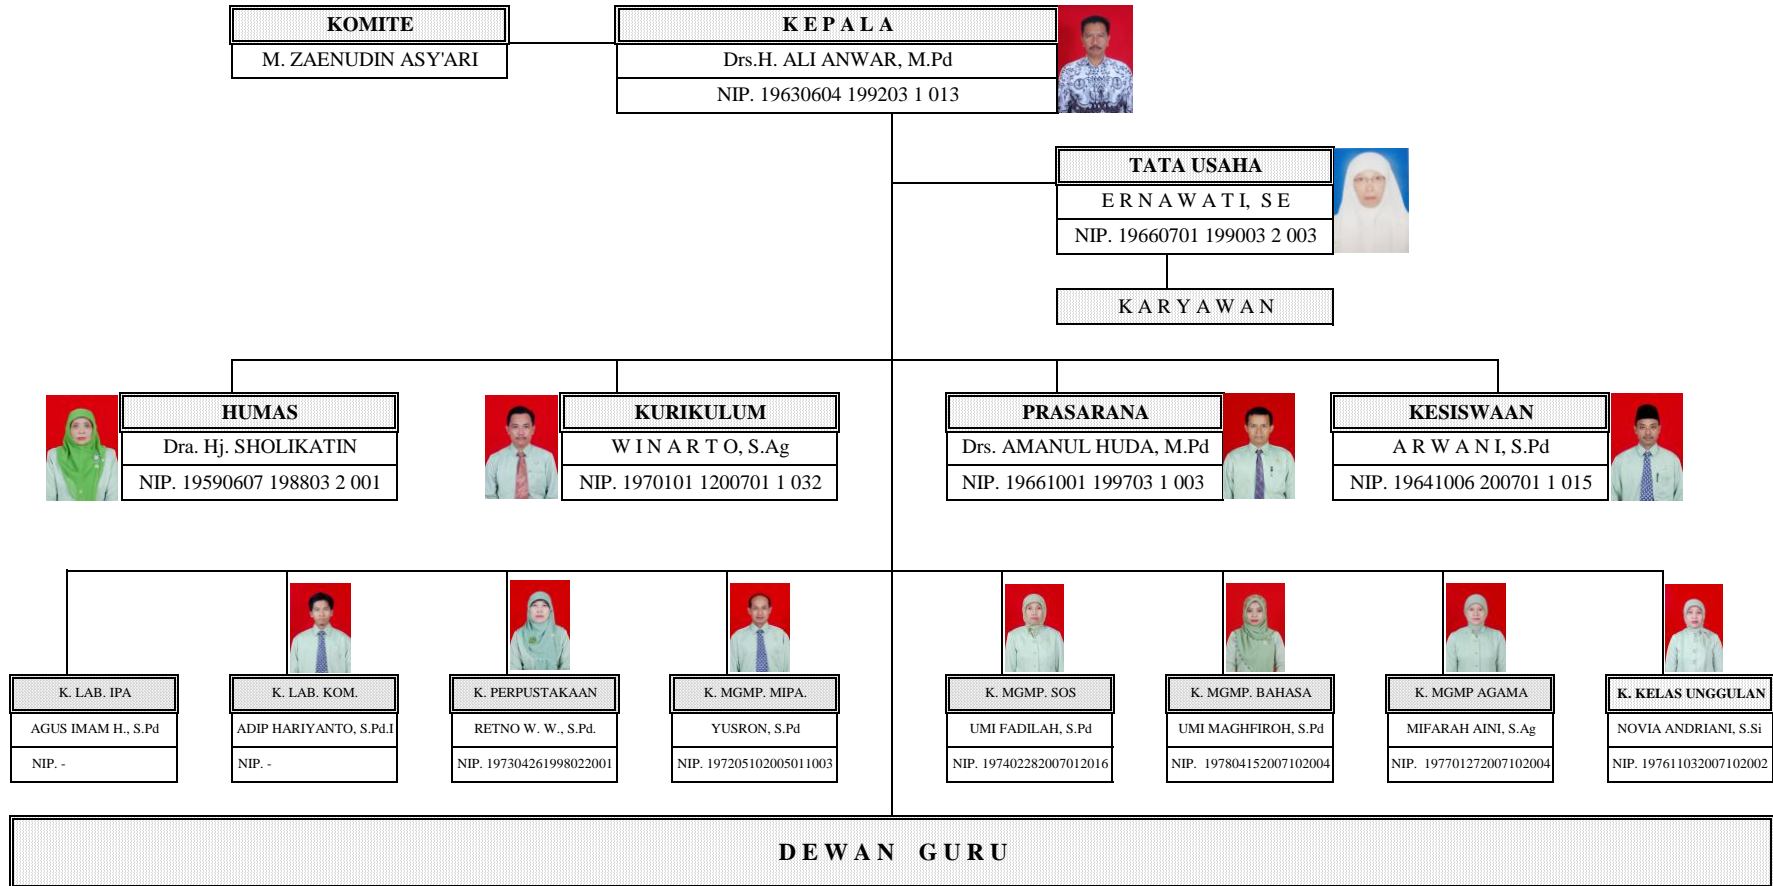 KOMITE
M. ZAENUDIN ASY'ARI
K E P A L A
Drs.H. ALI ANWAR, M.Pd
NIP. 19630604 199203 1 013
TATA USAHA
E R N A W A T I, S E
NIP. 19660701 199003 2 003
K A R Y A W A N
HUMAS
Dra. Hj. SHOLIKATIN
NIP. 19590607 198803 2 001
KURIKULUM
W I N A R T O, S.Ag
NIP. 1970101 1200701 1 032
PRASARANA
Drs. AMANUL HUDA, M.Pd
NIP. 19661001 199703 1 003
KESISWAAN
A R W A N I, S.Pd
NIP. 19641006 200701 1 015
K. LAB. IPA
AGUS IMAM H., S.Pd
NIP. -
K. LAB. KOM.
ADIP HARIYANTO, S.Pd.I
NIP. -
K. PERPUSTAKAAN
RETNO W. W., S.Pd.
NIP. 197304261998022001
K. MGMP. MIPA.
YUSRON, S.Pd
NIP. 197205102005011003
K. MGMP. SOS
UMI FADILAH, S.Pd
NIP. 197402282007012016
K. MGMP. BAHASA
UMI MAGHFIROH, S.Pd
NIP. 197804152007102004
K. MGMP AGAMA
MIFARAH AINI, S.Ag
NIP. 197701272007102004
K. KELAS UNGGULAN
NOVIA ANDRIANI, S.Si
NIP. 197611032007102002
D E W A N G U R U